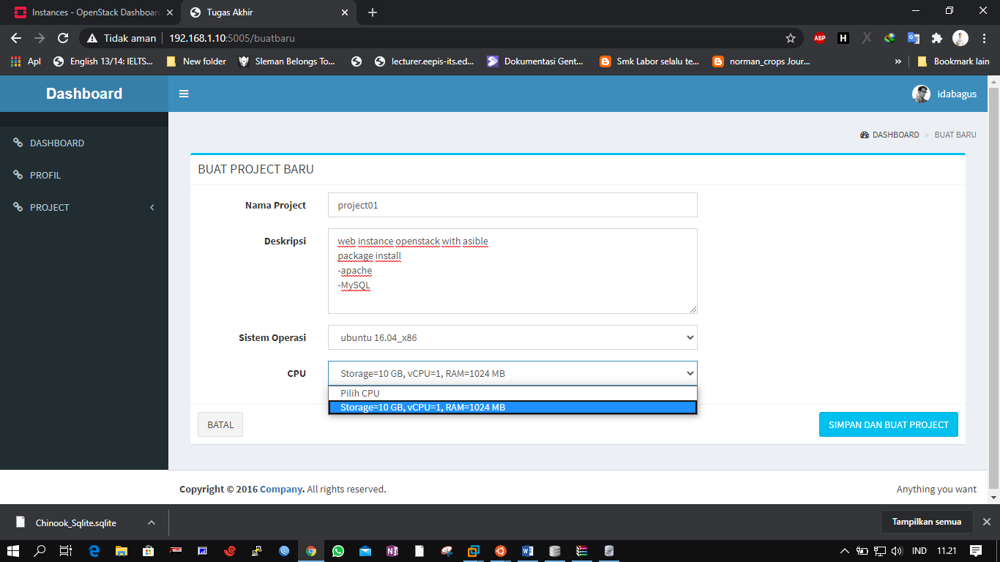 Instances - OpenStack Dashboar
Tugas Akhir
Tidak aman
192.168.1.10:5005/buatbaru
ABP
H
Apl
English 13/14: IELTS...
New folder
Sleman Belongs To...
lecturer.eepis-its.ed...
Dokumentasi Gent...
Smk Labor selalu te...
norman_crops Jour...
»
Bookmark lain
Dashboard
idabagus
DASHBOARD
PROFIL
PROJECT
DASHBOARD > BUAT BARU
BUAT PROJECT BARU
Nama Project
project01
Deskripsi
web instance openstack with asible
package install
-apache
-MySQL
Sistem Operasi
ubuntu 16.04_x86
CPU
Storage=10 GB, vCPU=1, RAM=1024 MB
Pilih CPU
Storage=10 GB, vCPU=1, RAM=1024 MB
BATAL
SIMPAN DAN BUAT PROJECT
Copyright © 2016 Company. All rights reserved.
Anything you want
Chinook_Sqlite.sqlite
Tampilkan semua
IND
11.21